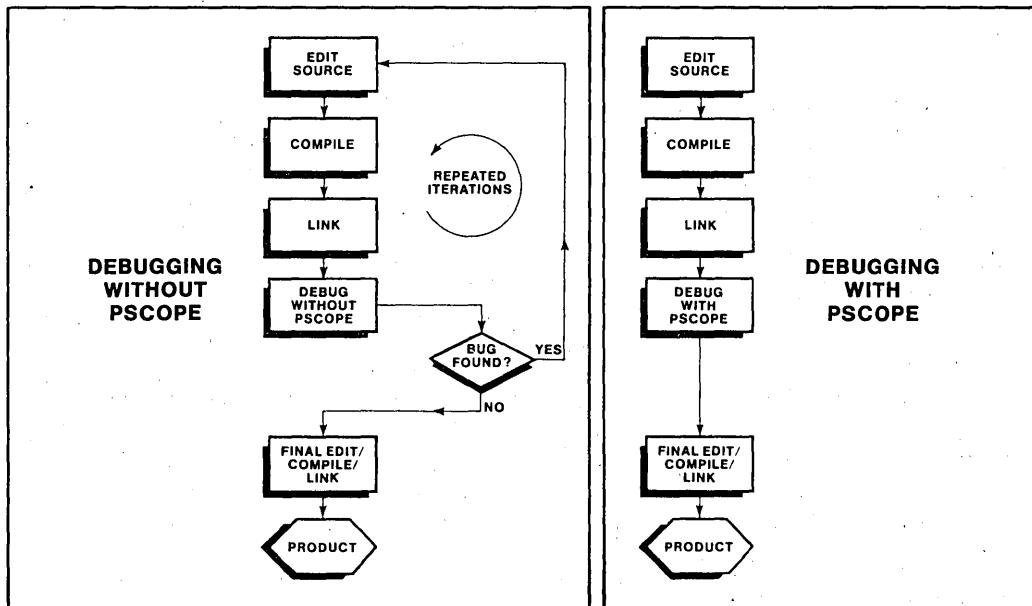 EDIT
SOURCE
COMPILE
REPEATED
ITERATIONS
LINK
DEBUGGING
WITHOUT
PSCOPE
DEBUG
WITHOUT
PSCOPE
BUG
FOUND?
YES
NO
FINAL EDIT/
COMPILE/
LINK
PRODUCT
EDIT
SOURCE
COMPILE
LINK
DEBUG
WITH
PSCOPE
DEBUGGING
WITH
PSCOPE
FINAL EDIT/
COMPILE/
LINK
PRODUCT